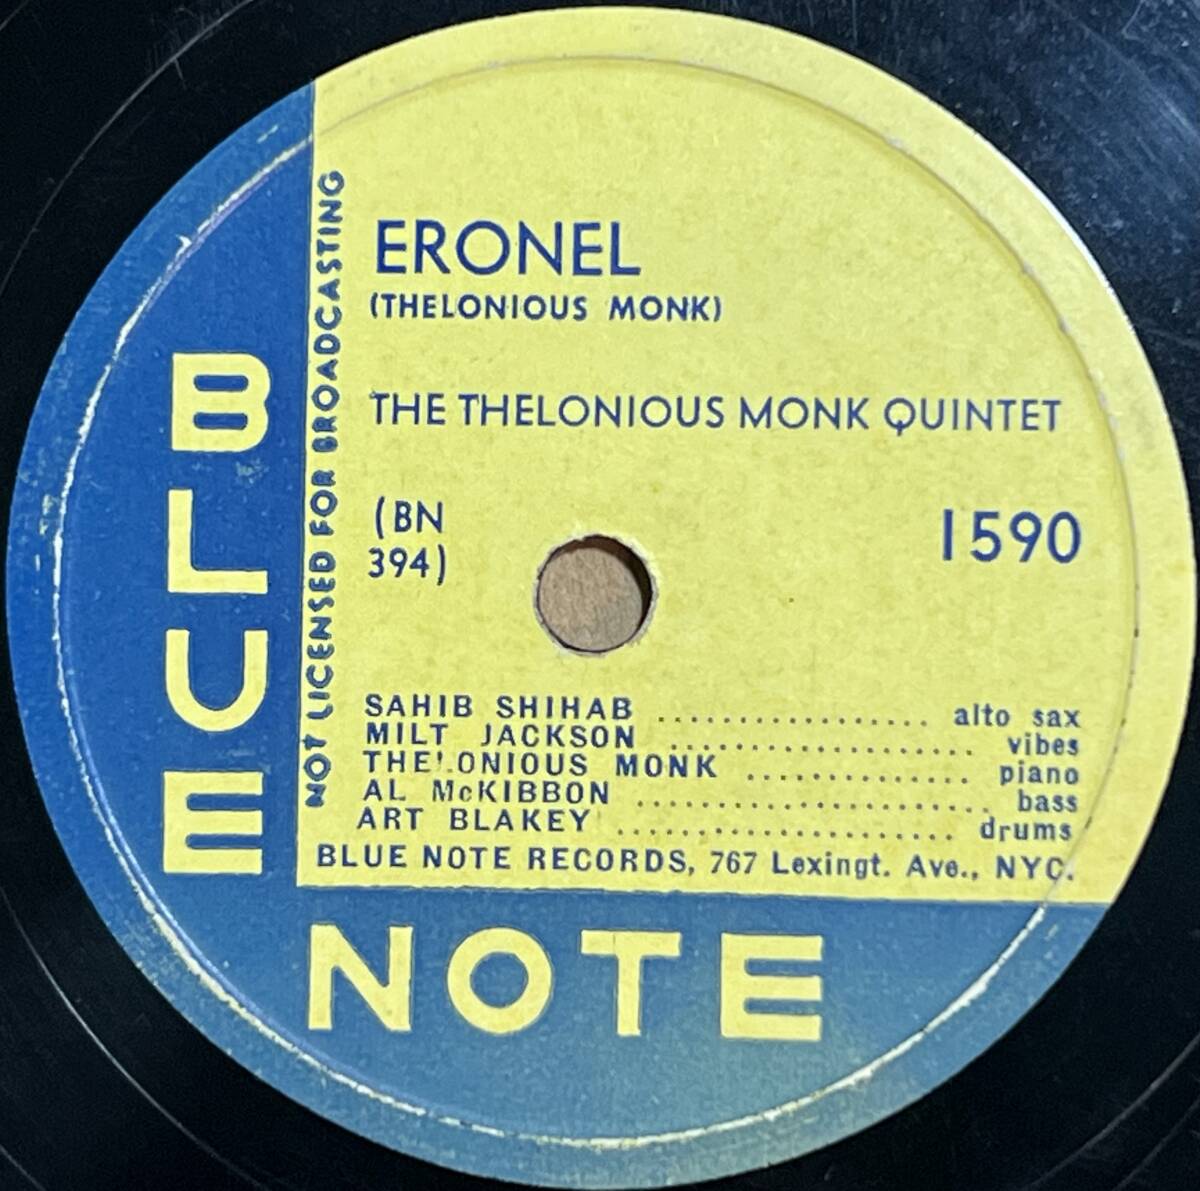 ERONEL
(THELONIOUS MONK)
THE THELONIOUS MONK QUINTET
(BN
394)
1590
SAHIB SHIHAB .................. alto sax
MILT JACKSON .................... vibes
THELONIOUS MONK ............... piano
AL McKIBBON ....................... bass
ART BLAKEY ...................... drums
BLUE NOTE RECORDS, 767 Lexingt. Ave., NYC.
NOT LICENSED FOR BROADCASTING
BLUE
NOTE